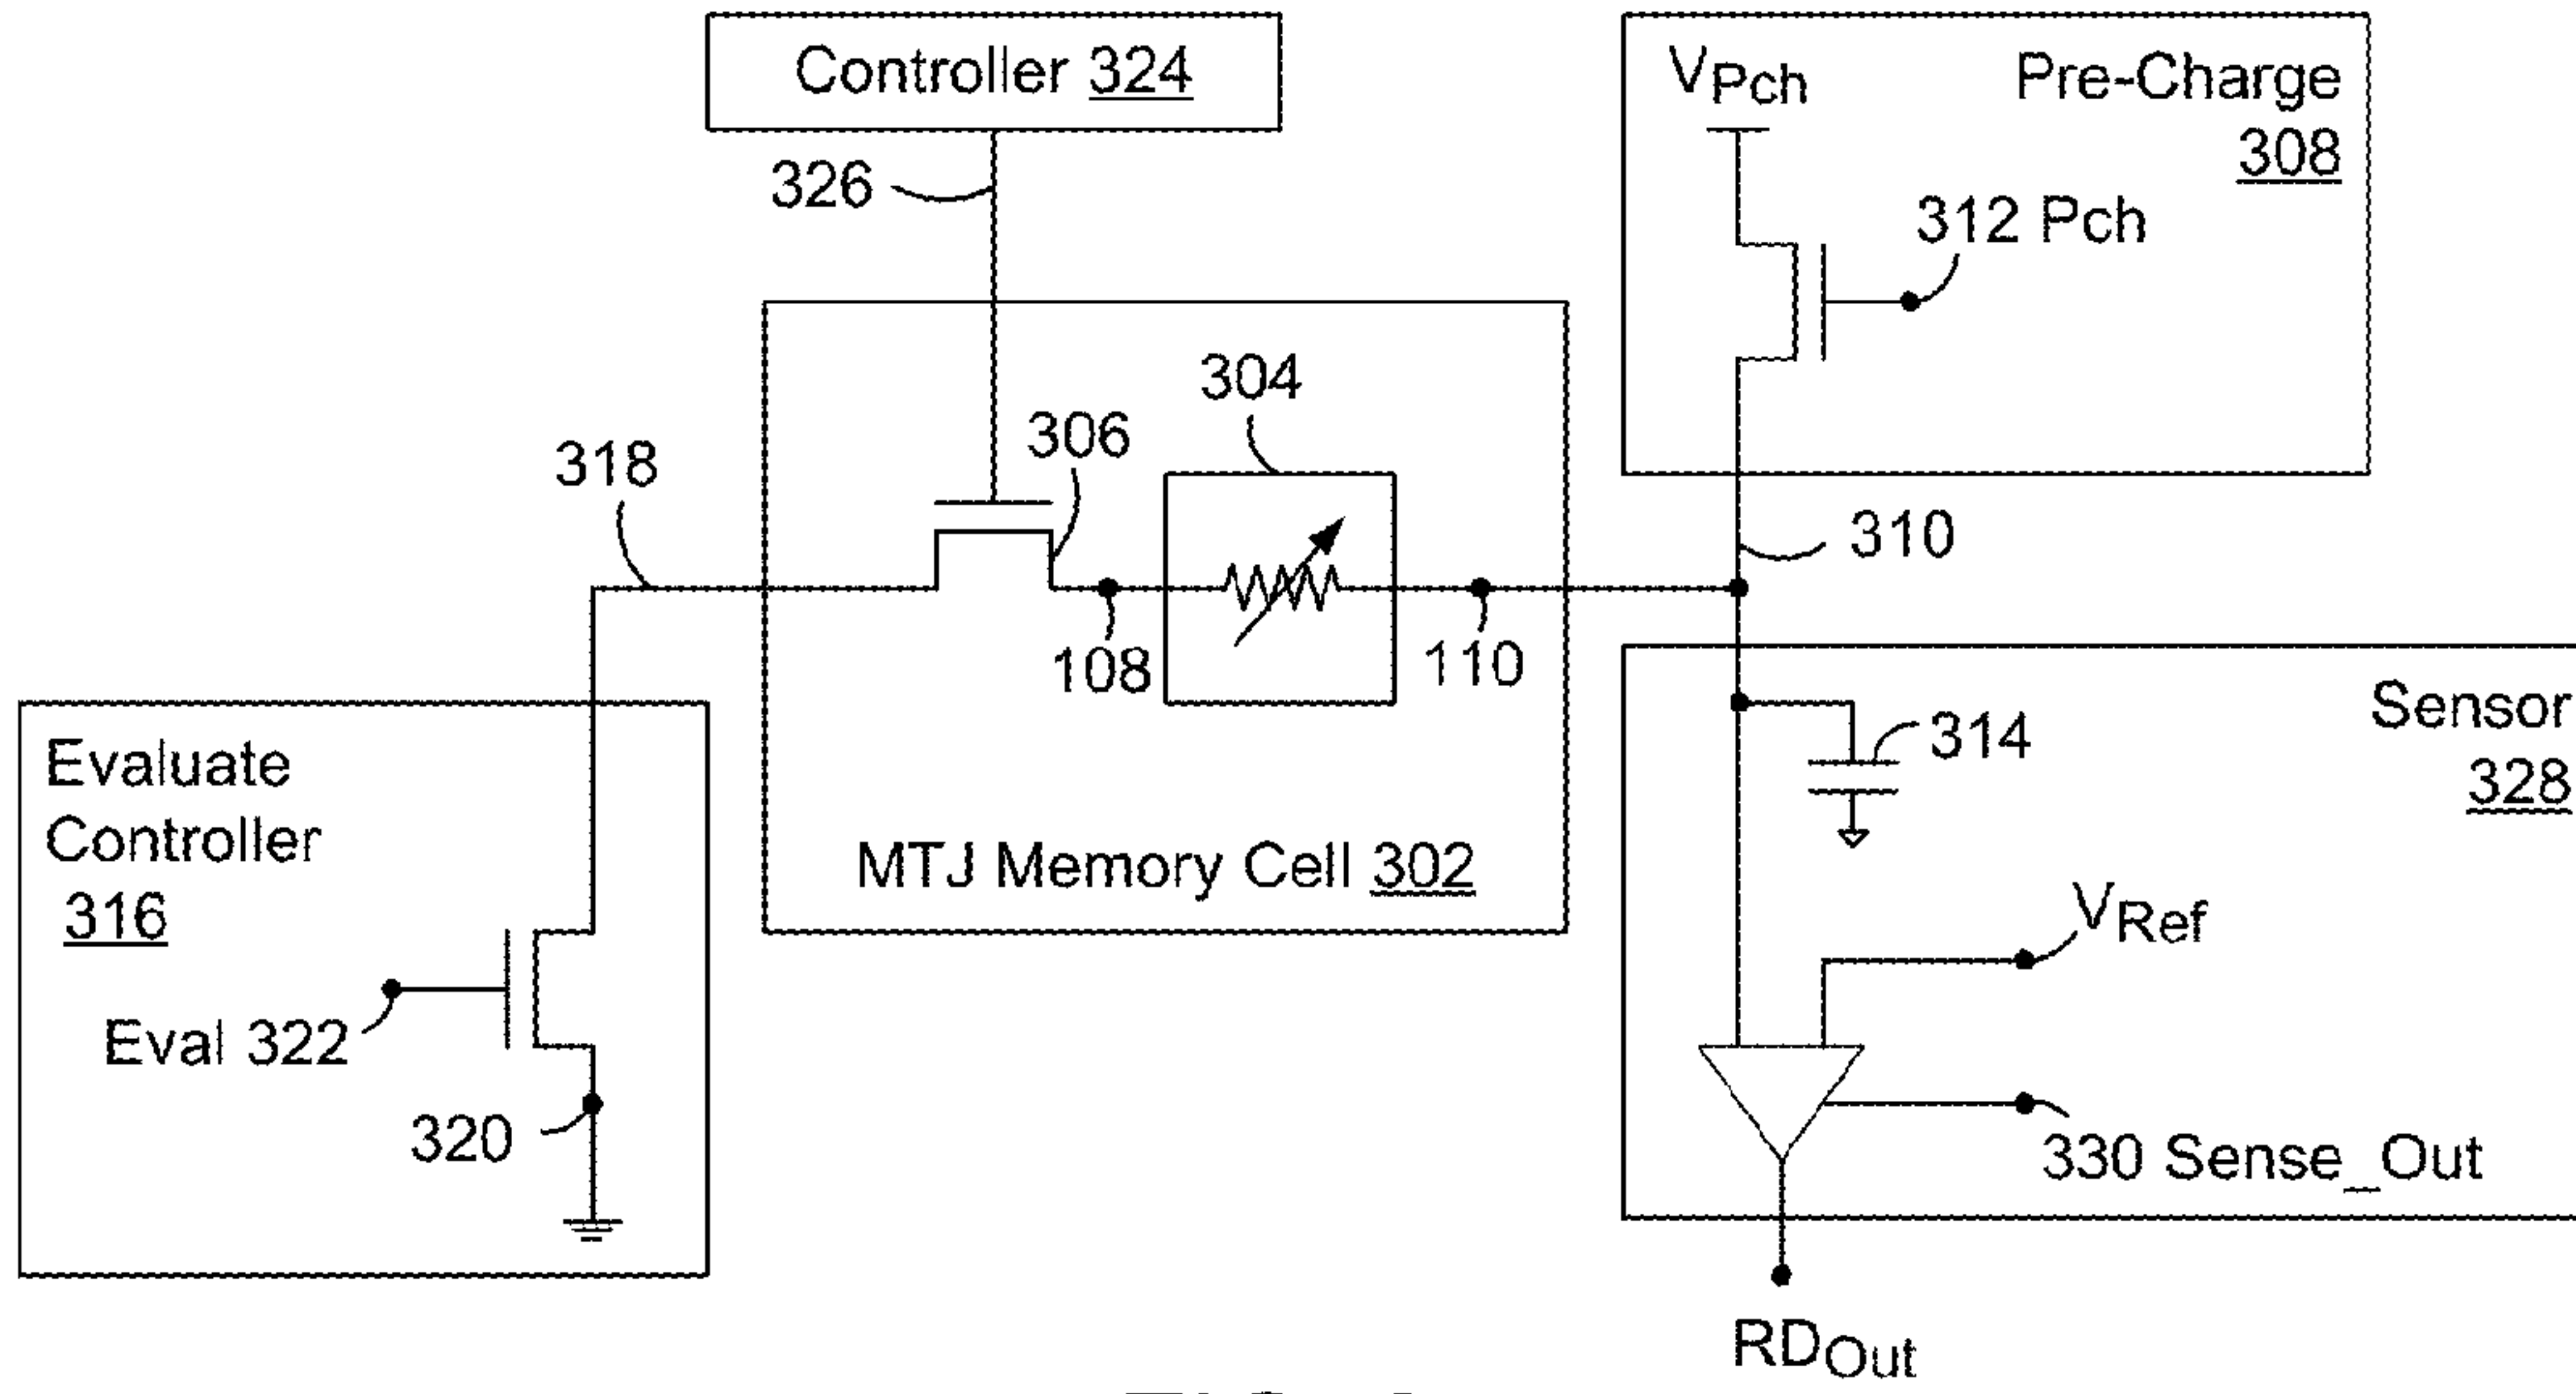 Controller 324
326
VPch
Pre-Charge
308
312 Pch
304
306
318
310
108
110
MTJ Memory Cell 302
Evaluate
Controller
316
Eval 322
320
Sensor
328
314
VRef
330 Sense_Out
RDOut